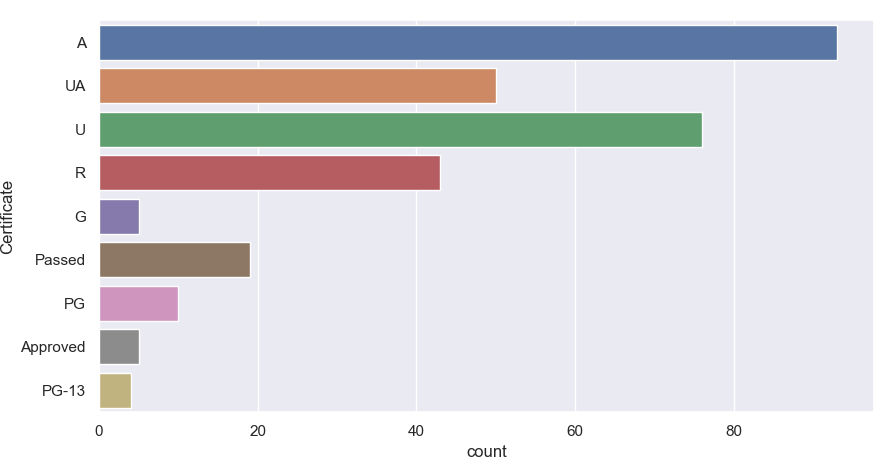 A
UA
U
R
G
Passed
PG
Approved
PG-13
Certificate
0 20 40 60 80
count